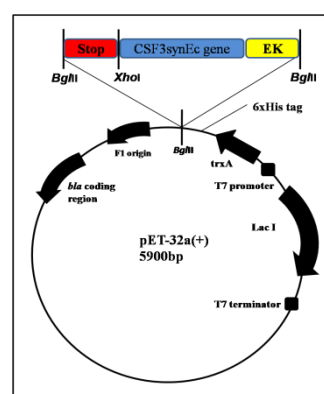 Stop CSF3synEc gene EK
BglII XhoI BglII
6xHis tag
BglII
F1 origin
trxA
T7 promoter
bla coding
region
Lac I
pET-32a(+)
5900bp
T7 terminator